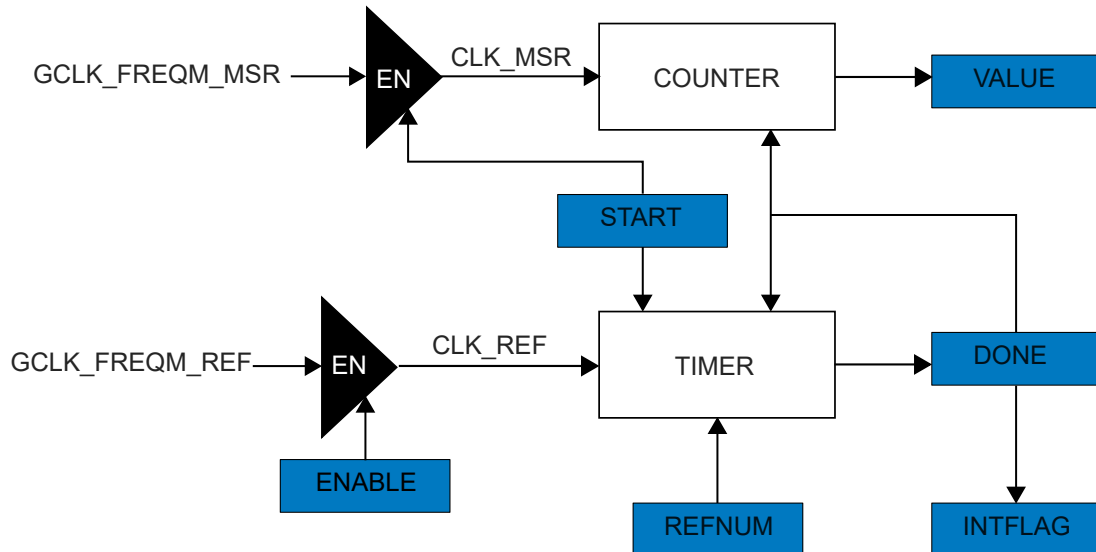 CLK_MSR
GCLK_FREQM_MSR
EN
COUNTER
VALUE
START
CLK_REF
GCLK_FREQM_REF
EN
TIMER
DONE
ENABLE
REFNUM
INTFLAG